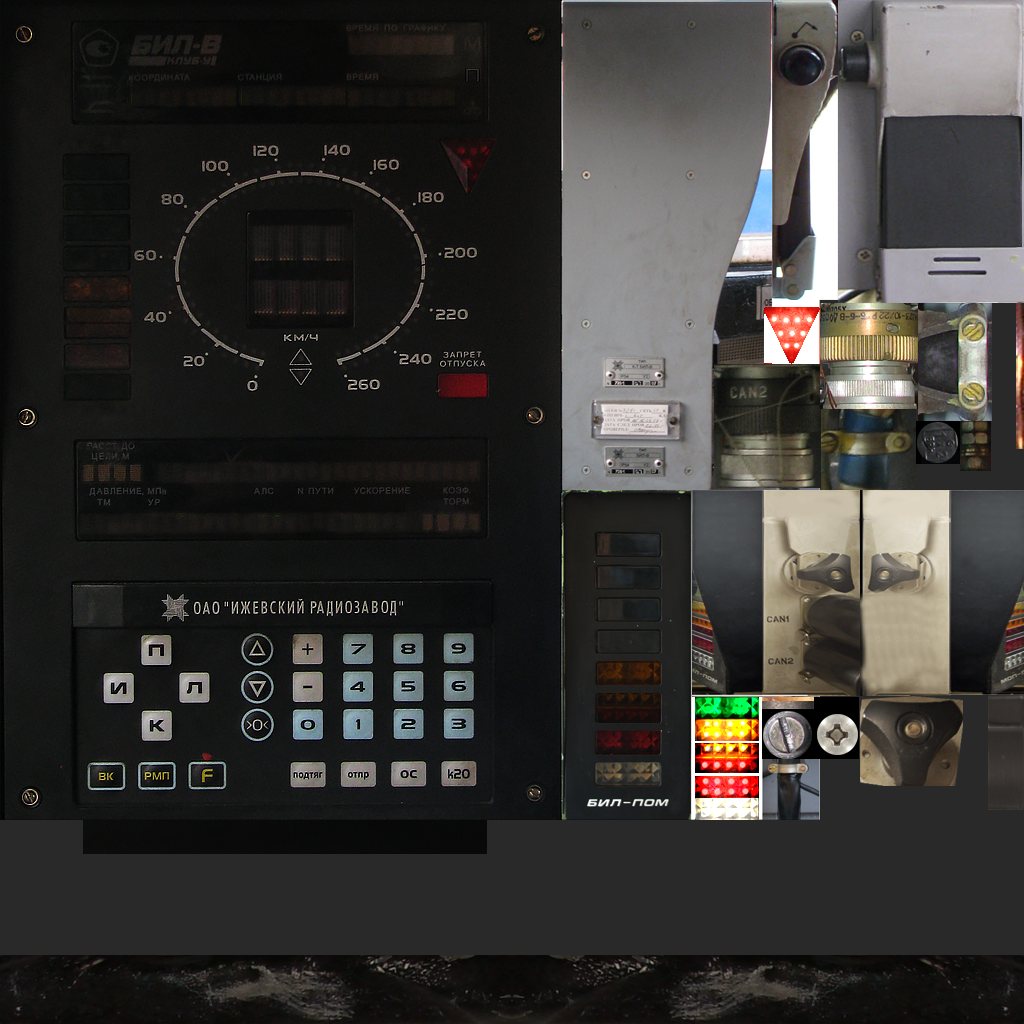 БИЛ-В
КЛУБ-У
ВРЕМЯ ПО ГРАФИКУ
КООРДИНАТА СТАНЦИЯ ВРЕМЯ
0
20
40
60
80
100
120
140
160
180
200
220
240
260
КМ/Ч
ЗАПРЕТ
ОТПУСКА
РАССТ. ДО
ЦЕЛИ, М
ДАВЛЕНИЕ, МПа АЛС N ПУТИ УСКОРЕНИЕ КОЭФ.
ТМ УР ТОРМ.
ОАО "ИЖЕВСКИЙ РАДИОЗАВОД"
П + 7 8 9
И Л - 4 5 6
К >0< 0 1 2 3
ВК РМП F подтяг отпр ОС К20
CAN2
БИЛ-ПОМ
CAN1
CAN2